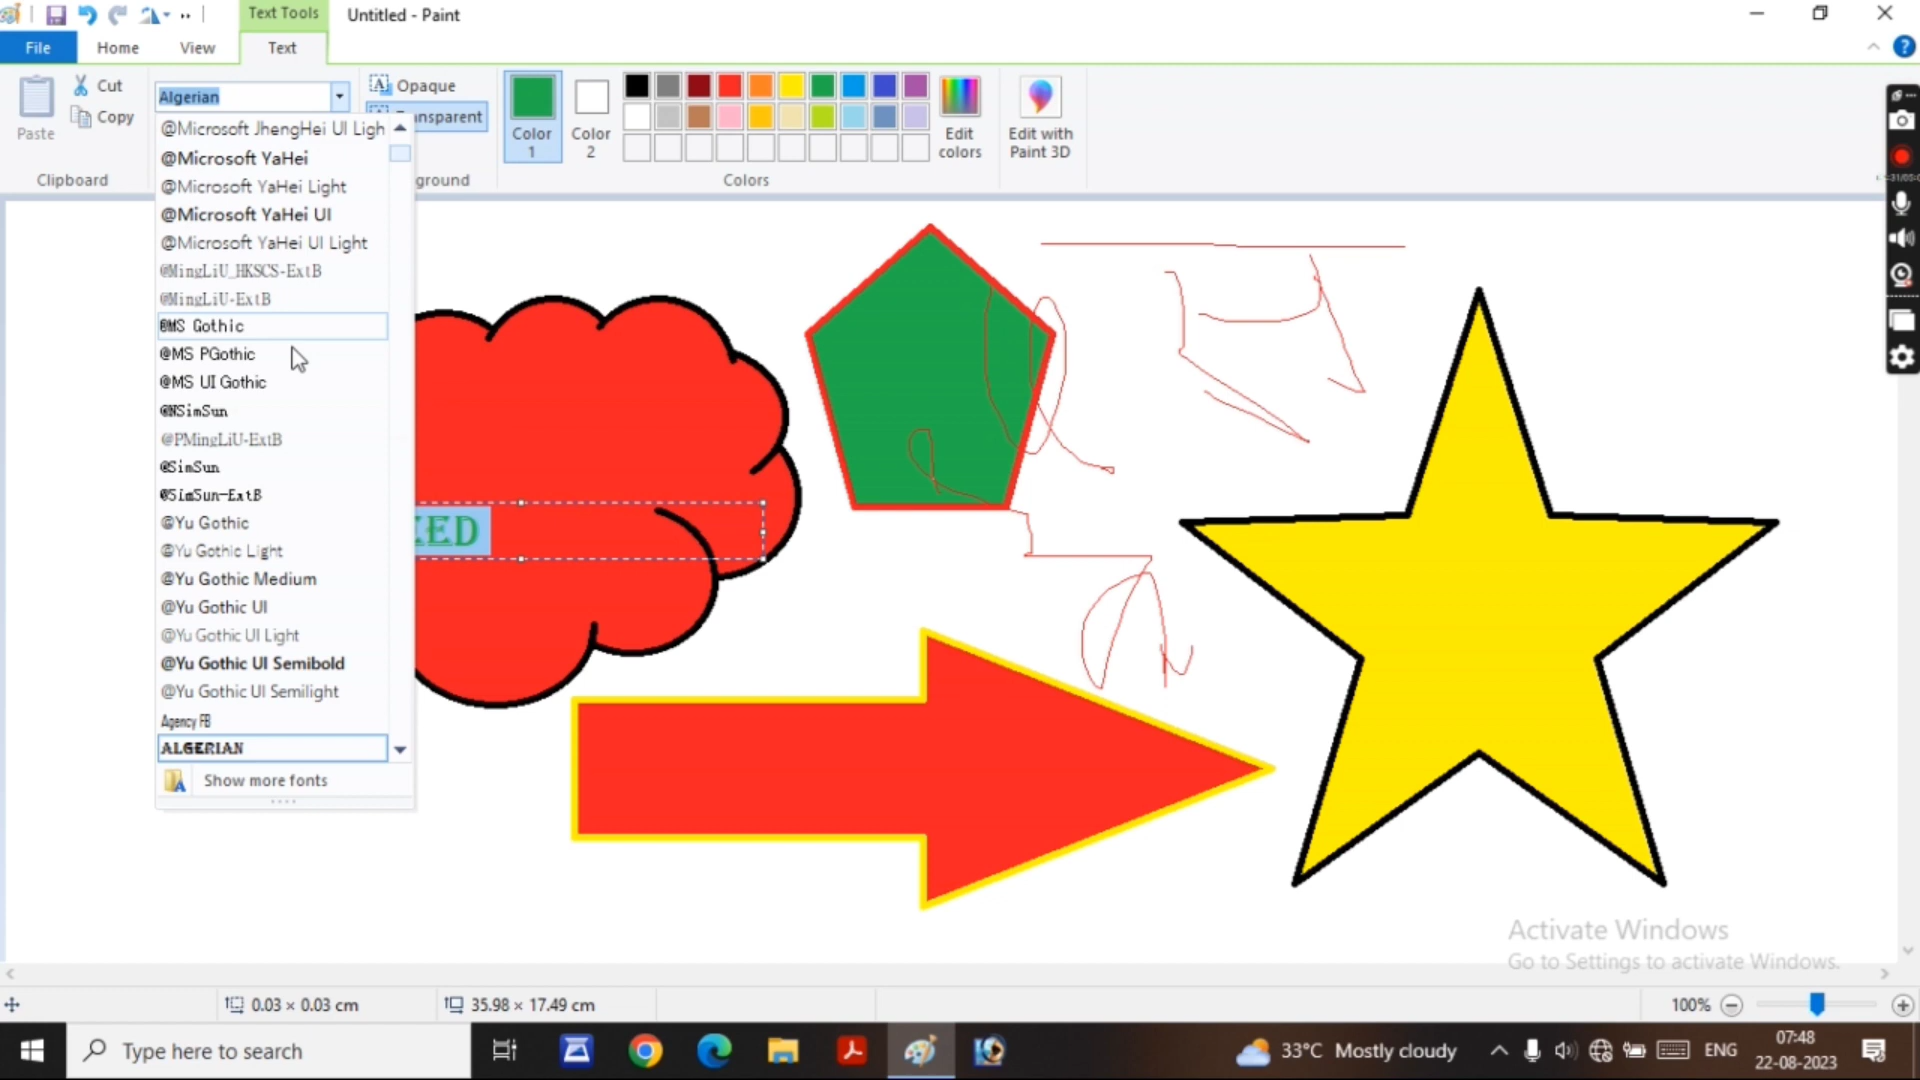 Text Tools
Untitled - Paint
File
Home
View
Text
Paste
Cut
Copy
Clipboard
Algerian
Opaque
ansparent
ground
Color
1
Color
2
Edit
colors
Edit with
Paint 3D
Colors
@Microsoft JhengHei UI Ligh
@Microsoft YaHei
@Microsoft YaHei Light
@Microsoft YaHei UI
@Microsoft YaHei UI Light
@MingLiU_HKSCS-ExtB
@MingLiU-ExtB
@MS Gothic
@MS PGothic
@MS UI Gothic
@NSimSun
@PMingLiU-ExtB
@SimSun
@SimSun-ExtB
@Yu Gothic
@Yu Gothic Light
@Yu Gothic Medium
@Yu Gothic UI
@Yu Gothic UI Light
@Yu Gothic UI Semibold
@Yu Gothic UI Semilight
Agency FB
ALGERIAN
Show more fonts
EED
Activate Windows
Go to Settings to activate Windows.
0.03 × 0.03 cm
35.98 × 17.49 cm
100%
Type here to search
33°C Mostly cloudy
ENG
07:48
22-08-2023